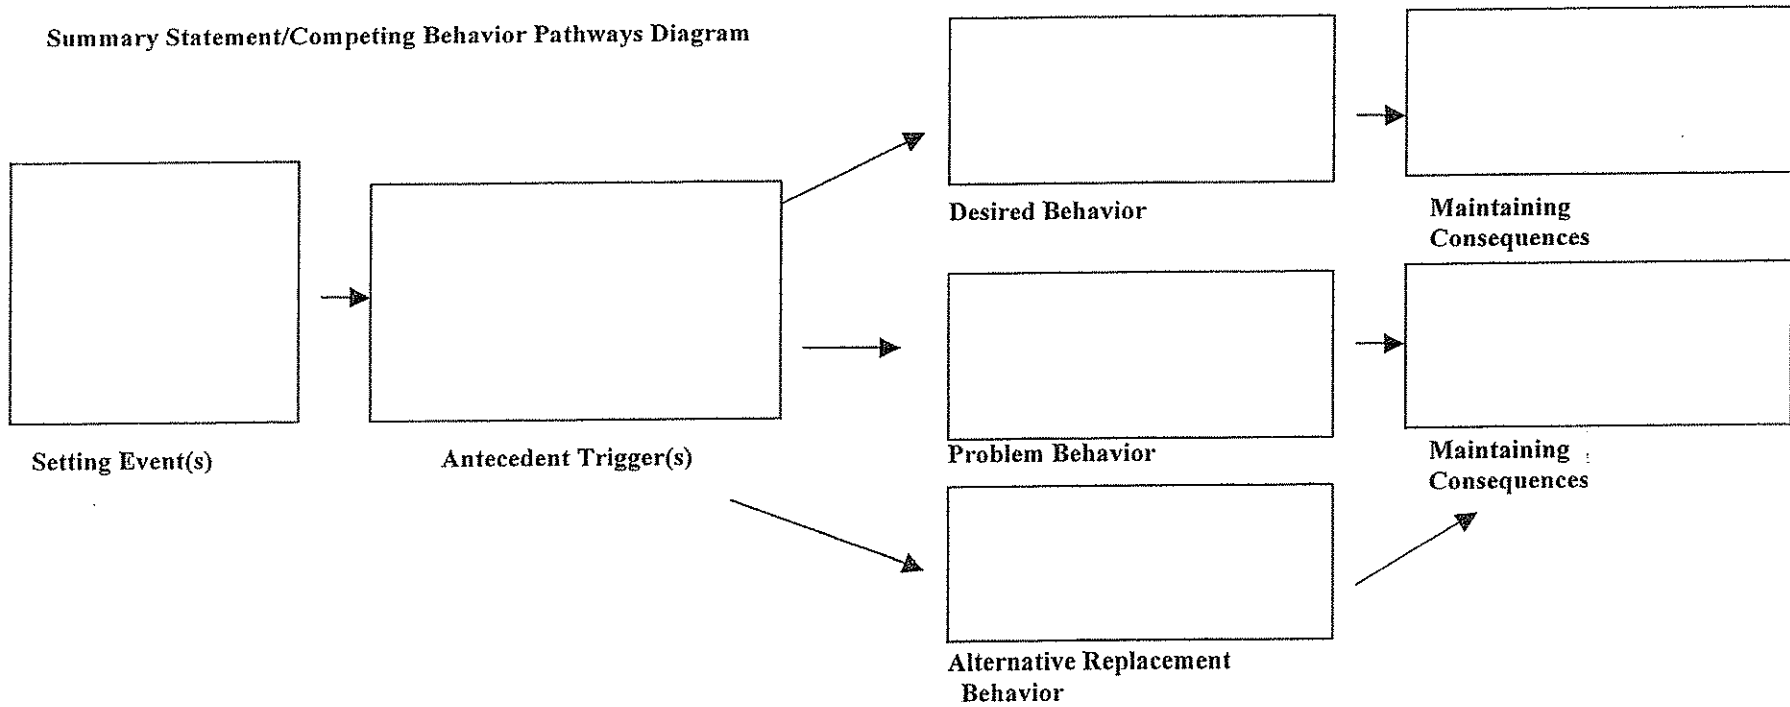 Summary Statement/Competing Behavior Pathways Diagram
Desired Behavior
Maintaining
Consequences
Setting Event(s)
Antecedent Trigger(s)
Problem Behavior
Maintaining
Consequences
Alternative Replacement
Behavior